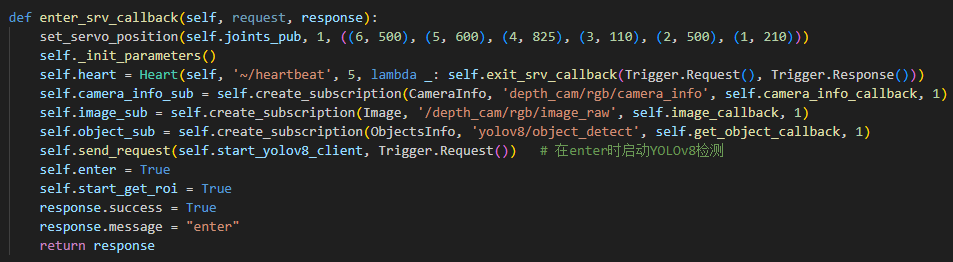 def enter_srv_callback(self, request, response):
    set_servo_position(self.joints_pub, 1, ((6, 500), (5, 600), (4, 825), (3, 110), (2, 500), (1, 210)))
    self._init_parameters()
    self.heart = Heart(self, '~/heartbeat', 5, lambda _: self.exit_srv_callback(Trigger.Request(), Trigger.Response()))
    self.camera_info_sub = self.create_subscription(CameraInfo, 'depth_cam/rgb/camera_info', self.camera_info_callback, 1)
    self.image_sub = self.create_subscription(Image, '/depth_cam/rgb/image_raw', self.image_callback, 1)
    self.object_sub = self.create_subscription(ObjectsInfo, 'yolov8/object_detect', self.get_object_callback, 1)
    self.send_request(self.start_yolov8_client, Trigger.Request())   # 在enter时启动YOLOv8检测
    self.enter = True
    self.start_get_roi = True
    response.success = True
    response.message = "enter"
    return response